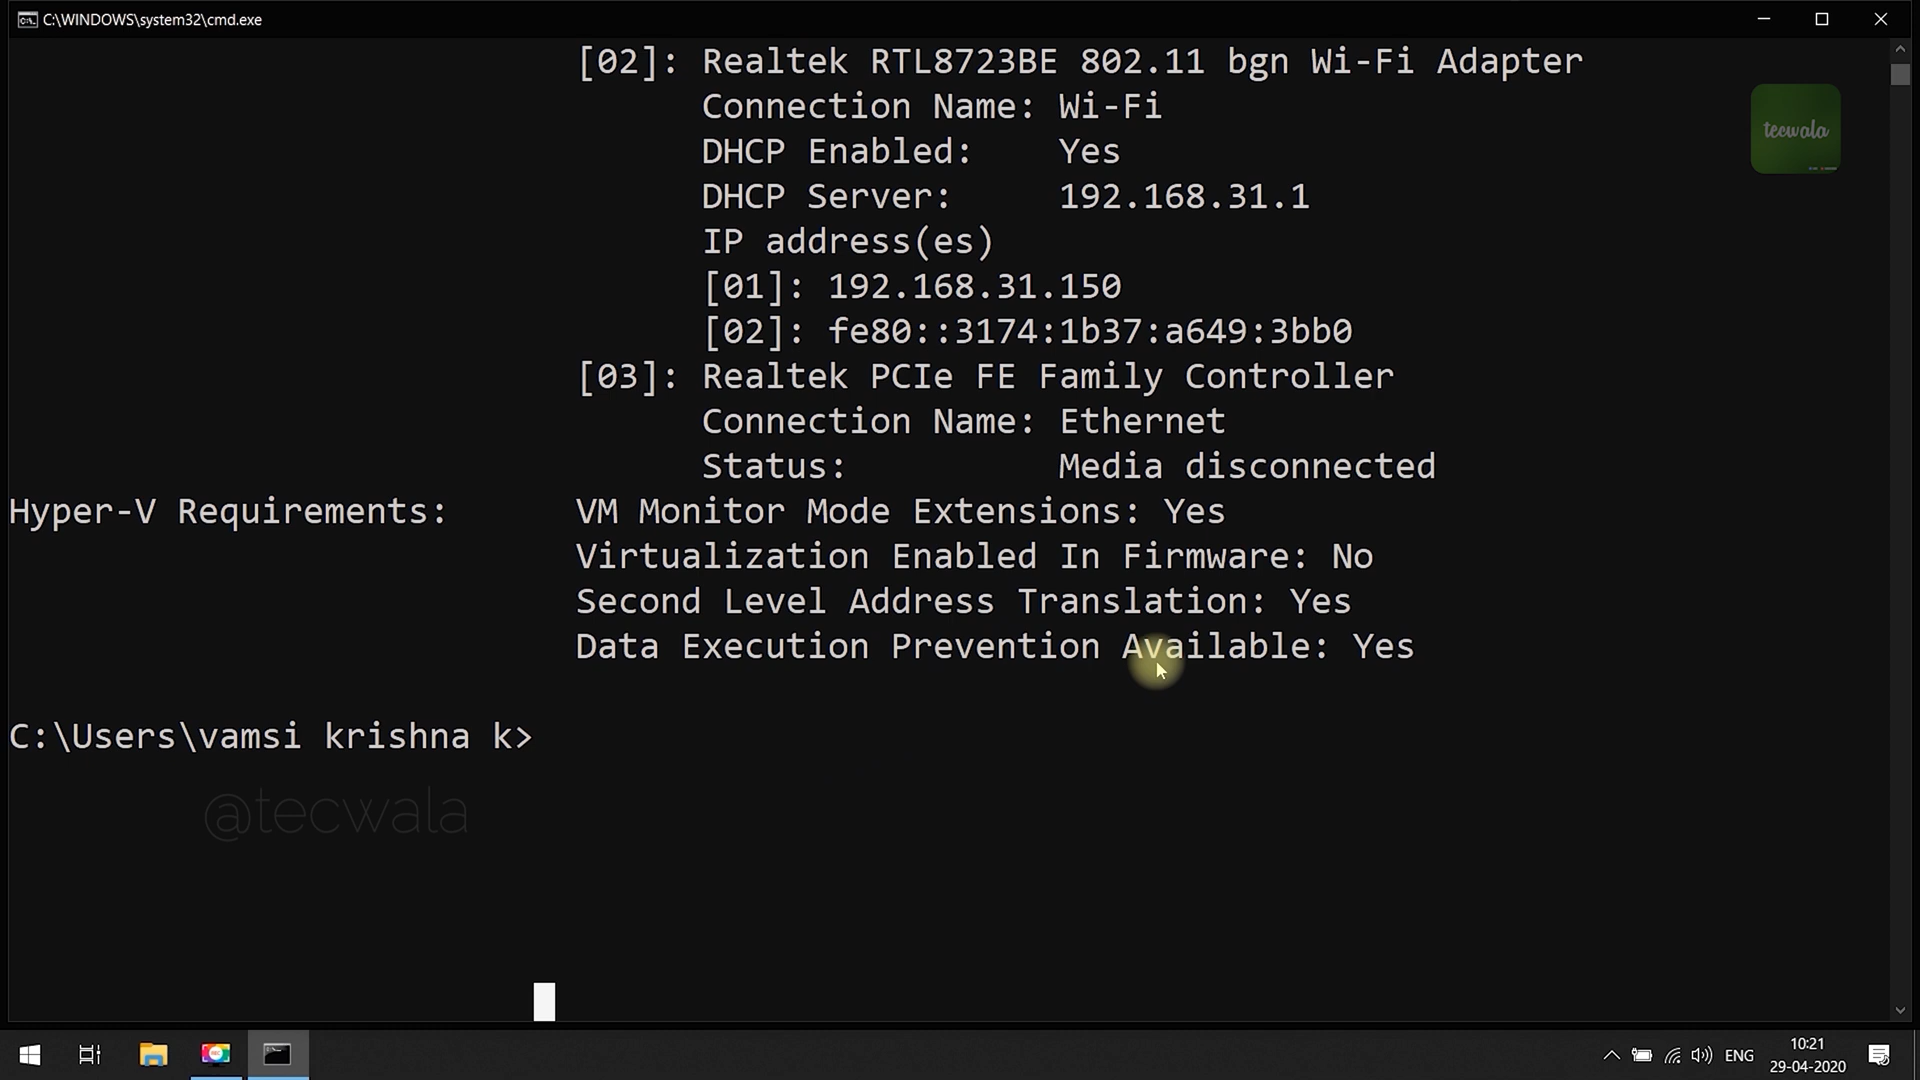 C:\WINDOWS\system32\cmd.exe
[02]: Realtek RTL8723BE 802.11 bgn Wi-Fi Adapter
Connection Name: Wi-Fi
DHCP Enabled: Yes
DHCP Server: 192.168.31.1
IP address(es)
[01]: 192.168.31.150
[02]: fe80::3174:1b37:a649:3bb0
[03]: Realtek PCIe FE Family Controller
Connection Name: Ethernet
Status: Media disconnected
Hyper-V Requirements: VM Monitor Mode Extensions: Yes
Virtualization Enabled In Firmware: No
Second Level Address Translation: Yes
Data Execution Prevention Available: Yes
C:\Users\vamsi krishna k>
tecwala
@tecwala
REC
ENG
10:21
29-04-2020